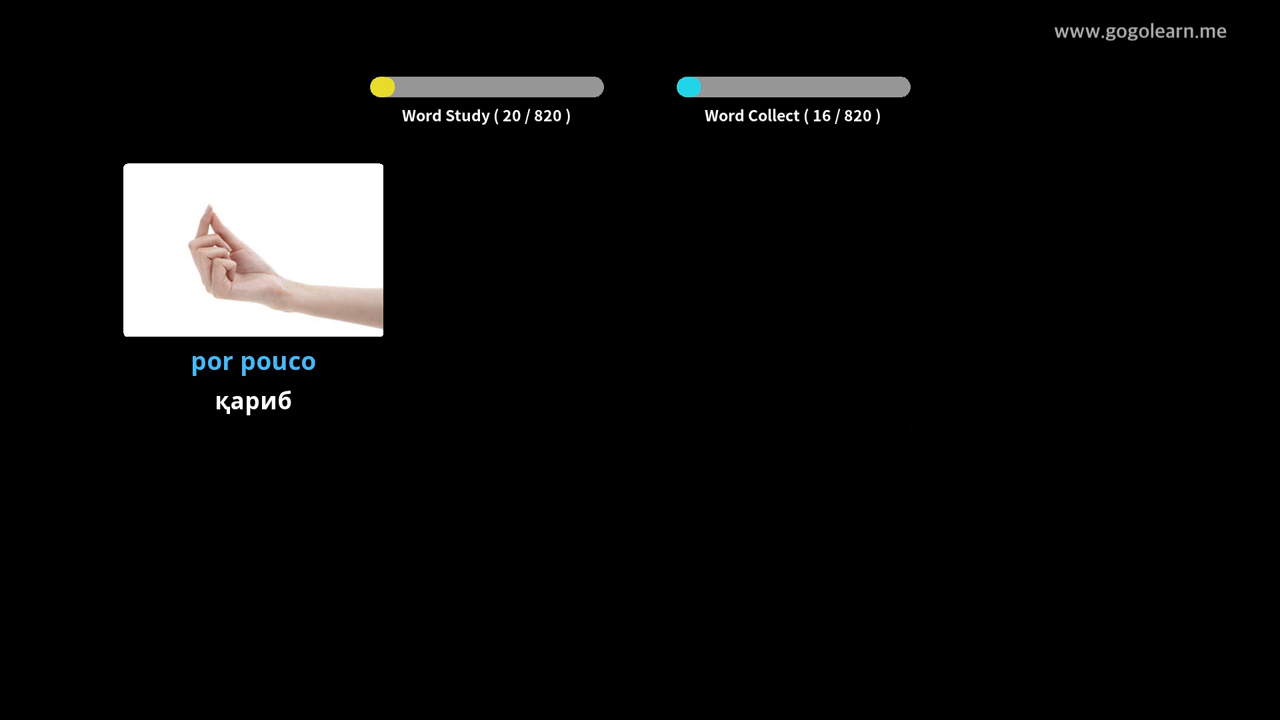 www.gogolearn.me
Word Study ( 20 / 820 )
Word Collect ( 16 / 820 )
por pouco
қариб